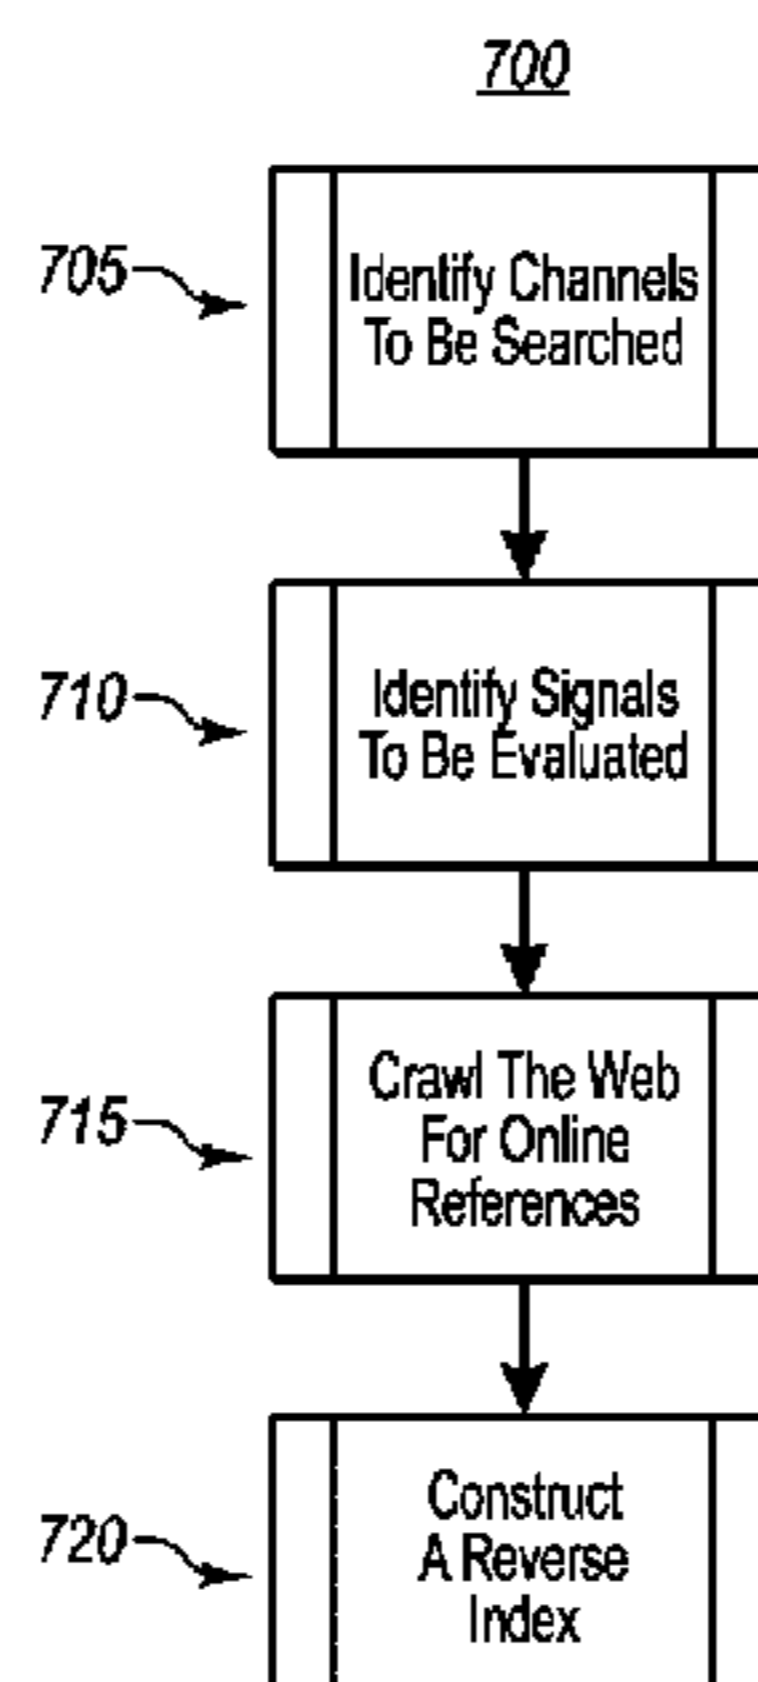 700
705
Identify Channels
To Be Searched
710
Identify Signals
To Be Evaluated
715
Crawl The Web
For Online
References
720
Construct
A Reverse
Index